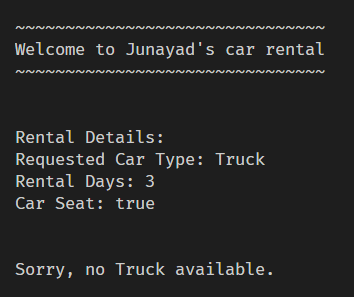 ~~~~~~~~~~~~~~~~~~~~~~~~~~~~~~~
Welcome to Junayad's car rental
~~~~~~~~~~~~~~~~~~~~~~~~~~~~~~~
Rental Details:
Requested Car Type: Truck
Rental Days: 3
Car Seat: true
Sorry, no Truck available.